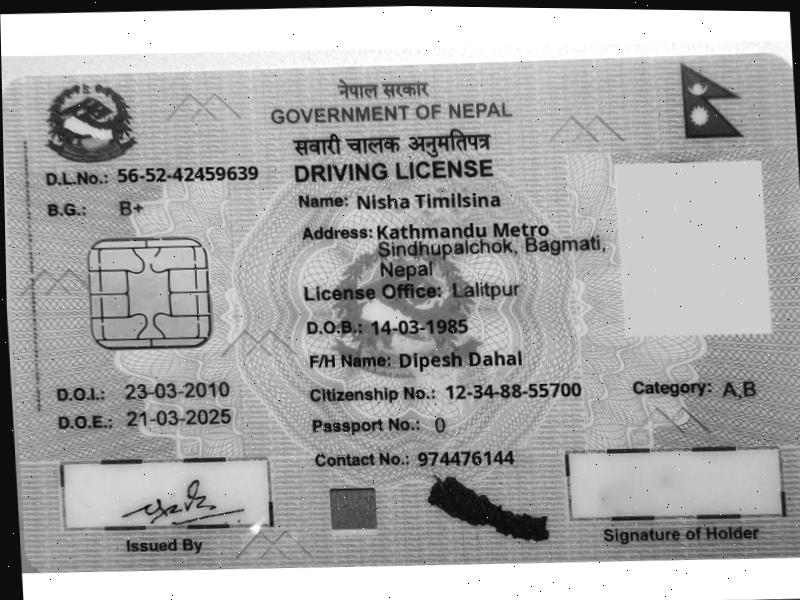 नेपाल सरकार
GOVERNMENT OF NEPAL
सवारी चालक अनुमतिपत्र
DRIVING LICENSE
D.L.No.: 56-52-42459639
B.G.: B+
Name: Nisha Timilsina
Address: Kathmandu Metro
Sindhupalchok, Bagmati,
Nepal
License Office: Lalitpur
D.O.B.: 14-03-1985
F/H Name: Dipesh Dahal
D.O.I.: 23-03-2010
Citizenship No.: 12-34-88-55700
Category: A,B
D.O.E.: 21-03-2025
Passport No.: 0
Contact No.: 974476144
Issued By
Signature of Holder